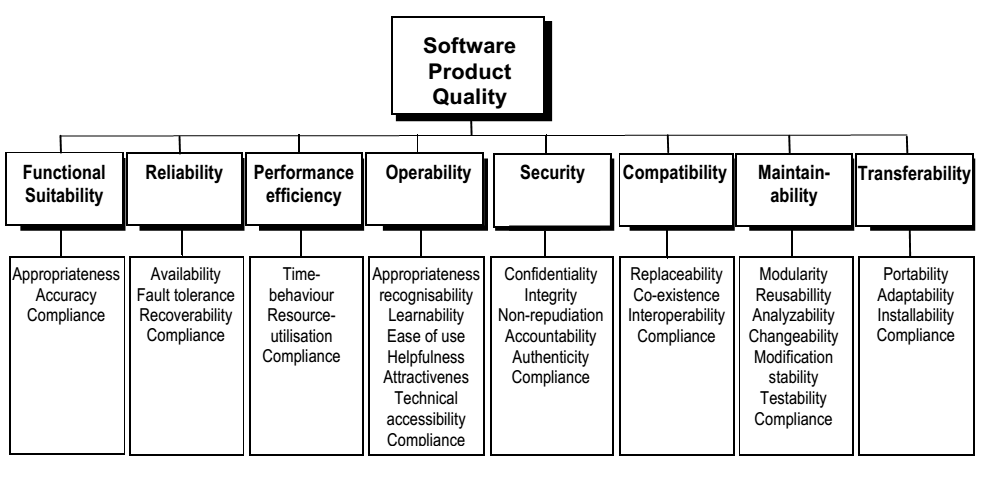 Software
Product
Quality
Functional
Suitability
Reliability
Performance
efficiency
Operability
Security
Compatibility
Maintain-
ability
Transferability
Appropriateness
Accuracy
Compliance
Availability
Fault tolerance
Recoverability
Compliance
Time-
behaviour
Resource-
utilisation
Compliance
Appropriateness
recognisability
Learnability
Ease of use
Helpfulness
Attractivenes
Technical
accessibility
Compliance
Confidentiality
Integrity
Non-repudiation
Accountability
Authenticity
Compliance
Replaceability
Co-existence
Interoperability
Compliance
Modularity
Reusabillity
Analyzability
Changeability
Modification
stability
Testability
Compliance
Portability
Adaptability
Installability
Compliance